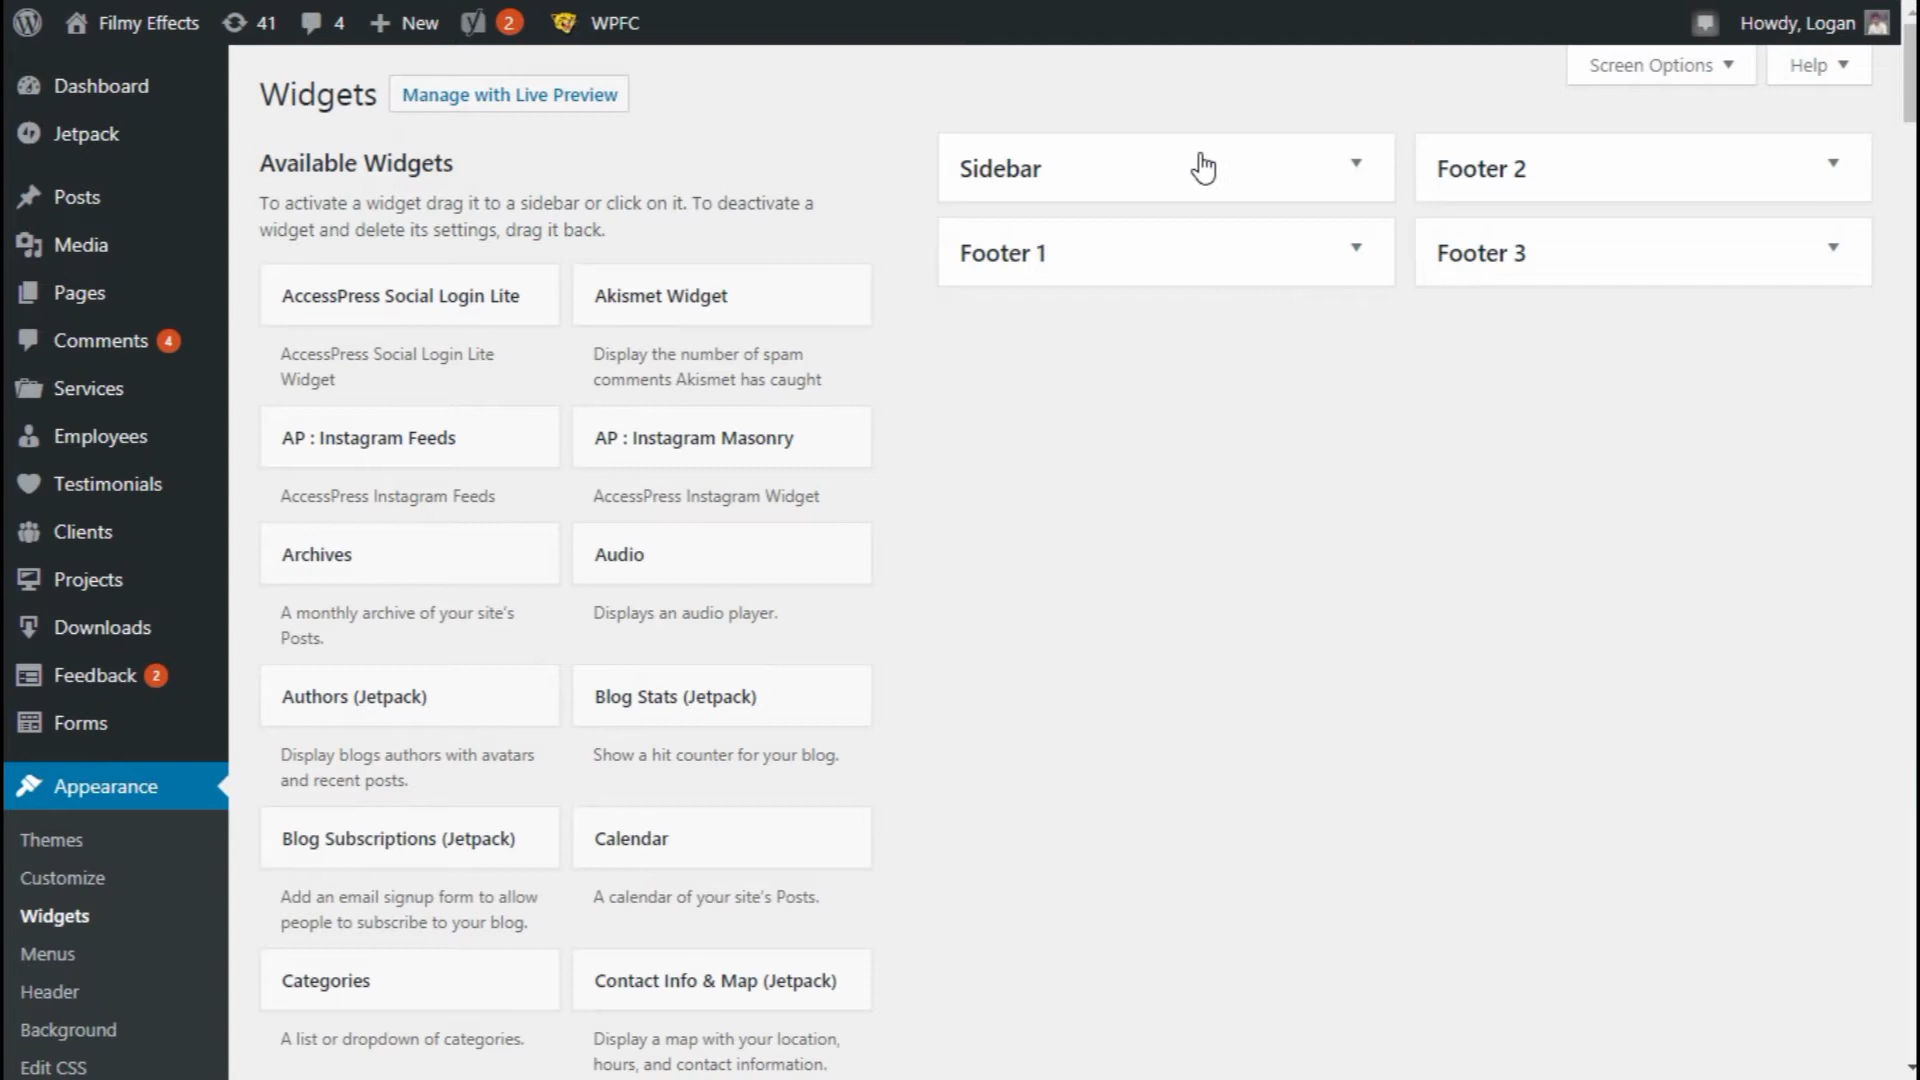 Filmy Effects 41 4 New 2 WPFC Howdy, Logan
Dashboard
Jetpack
Posts
Media
Pages
Comments 4
Services
Employees
Testimonials
Clients
Projects
Downloads
Feedback 2
Forms
Appearance
Themes
Customize
Widgets
Menus
Header
Background
Edit CSS
Screen Options Help
Widgets Manage with Live Preview
Available Widgets
To activate a widget drag it to a sidebar or click on it. To deactivate a
widget and delete its settings, drag it back.
AccessPress Social Login Lite
AccessPress Social Login Lite
Widget
Akismet Widget
Display the number of spam
comments Akismet has caught
AP : Instagram Feeds
AccessPress Instagram Feeds
AP : Instagram Masonry
AccessPress Instagram Widget
Archives
A monthly archive of your site's
Posts.
Audio
Displays an audio player.
Authors (Jetpack)
Display blogs authors with avatars
and recent posts.
Blog Stats (Jetpack)
Show a hit counter for your blog.
Blog Subscriptions (Jetpack)
Add an email signup form to allow
people to subscribe to your blog.
Calendar
A calendar of your site's Posts.
Categories
A list or dropdown of categories.
Contact Info & Map (Jetpack)
Display a map with your location,
hours, and contact information.
Sidebar
Footer 1
Footer 2
Footer 3